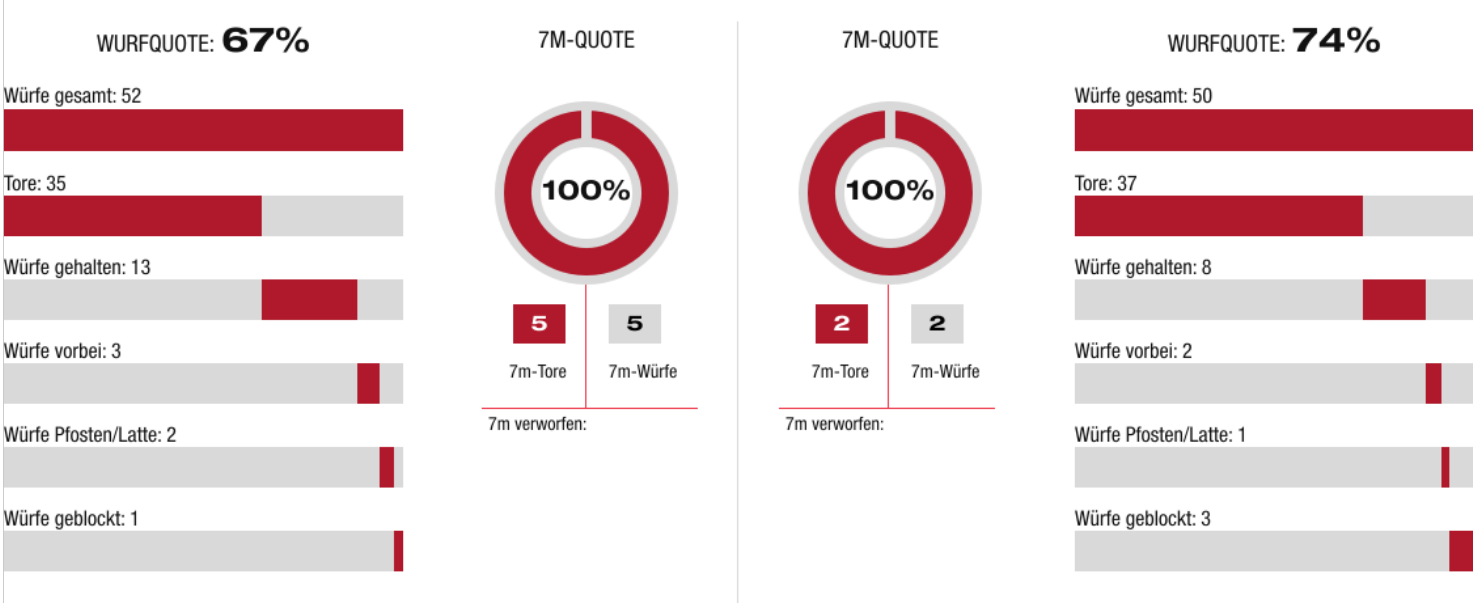 WURFQUOTE: 67%
Würfe gesamt: 52
Tore: 35
Würfe gehalten: 13
Würfe vorbei: 3
Würfe Pfosten/Latte: 2
Würfe geblockt: 1
7M-QUOTE
100%
5
5
7m-Tore
7m-Würfe
7m verworfen:
7M-QUOTE
100%
2
2
7m-Tore
7m-Würfe
7m verworfen:
WURFQUOTE: 74%
Würfe gesamt: 50
Tore: 37
Würfe gehalten: 8
Würfe vorbei: 2
Würfe Pfosten/Latte: 1
Würfe geblockt: 3